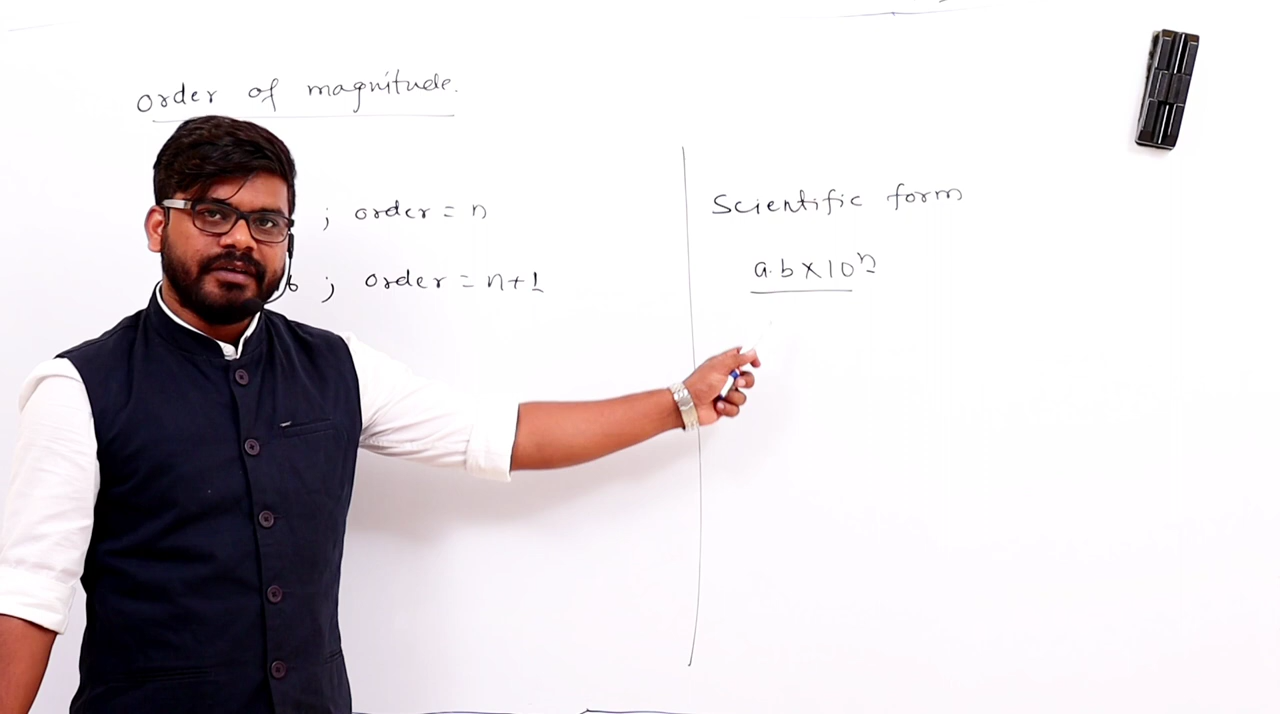 order of magnitude.
; order = n
; order = n+1
Scientific form
a.b×10ⁿ